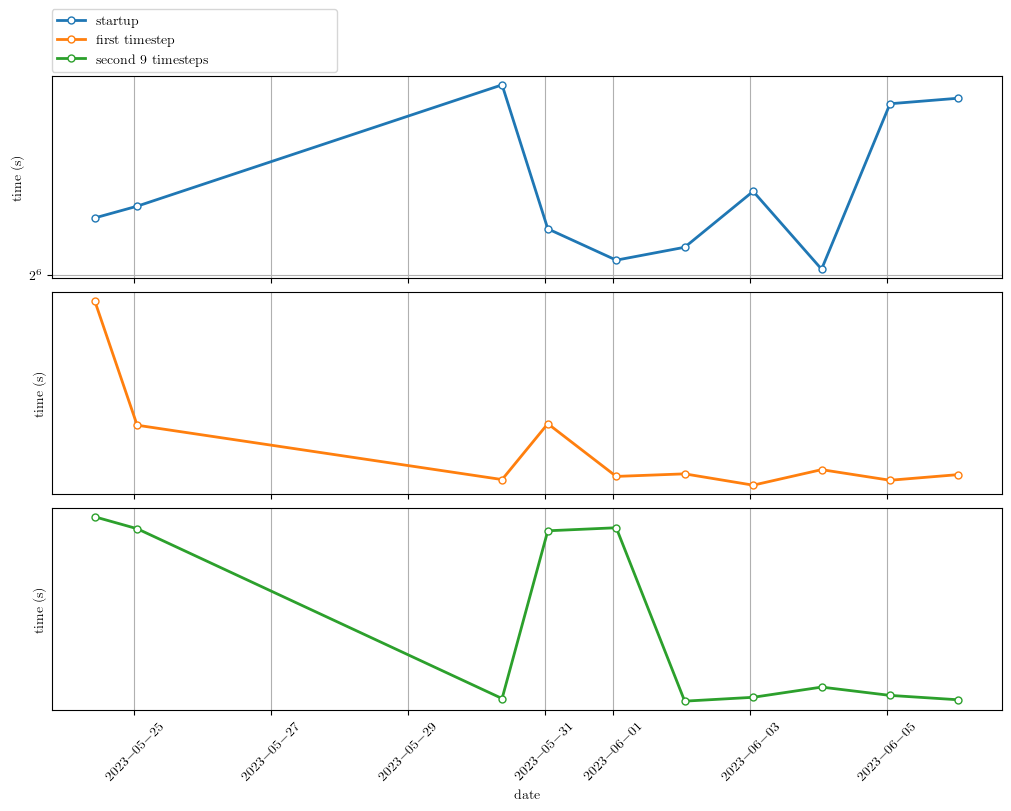 startup
first timestep
second 9 timesteps
time (s)
2⁶
time (s)
time (s)
2023−05−25
2023−05−27
2023−05−29
2023−05−31
2023−06−01
2023−06−03
2023−06−05
date